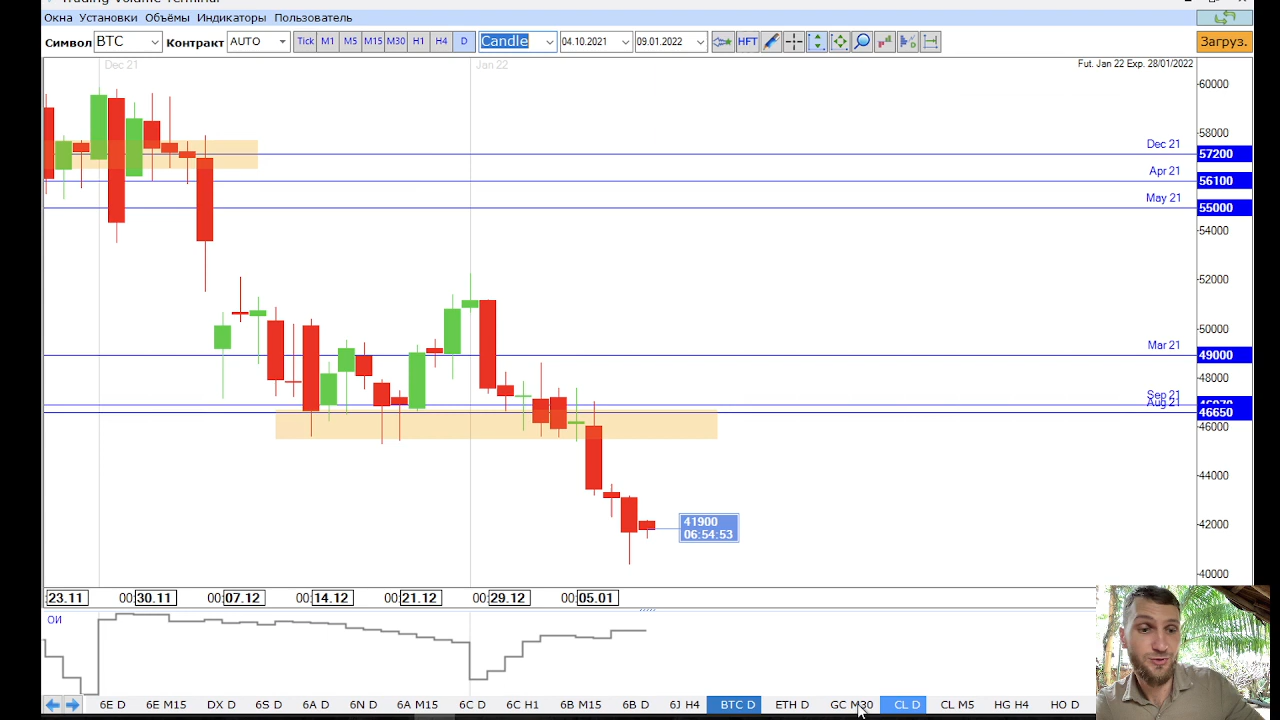 Trading Volume Terminal
Окна Установки Объёмы Индикаторы Пользователь
Символ BTC Контракт AUTO Tick M1 M5 M15 M30 H1 H4 D Candle 04.10.2021 09.01.2022 HFT Загруз.
Dec 21 Jan 22 Fut. Jan 22 Exp. 28/01/2022
60000
58000
Dec 21 57200
Apr 21 56100
May 21 55000
54000
52000
50000
Mar 21 49000
48000
Sep 21
Aug 21 46650
46000
44000
41900 42000
06:54:53
40000
23.11 00:30.11 00:07.12 00:14.12 00:21.12 00:29.12 00:05.01
ОИ
6E D 6E M15 DX D 6S D 6N D 6A D 6A M15 6C D 6C H1 6B M15 6B D 6J H4 BTC D ETH D GC M30 CL D CL M5 HG H4 HO D